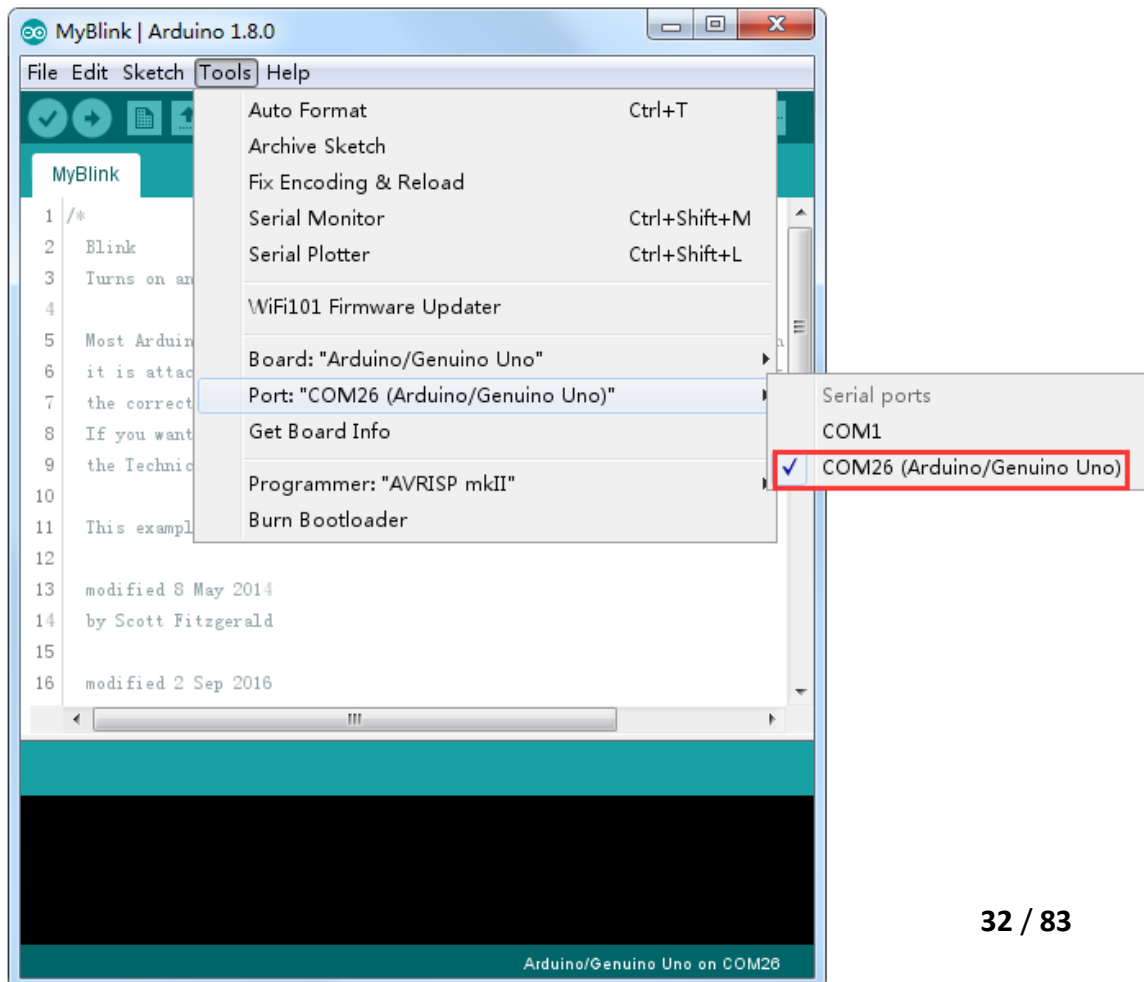 MyBlink | Arduino 1.8.0
File Edit Sketch Tools Help
Auto Format Ctrl+T
Archive Sketch
MyBlink
Fix Encoding & Reload
Serial Monitor Ctrl+Shift+M
Serial Plotter Ctrl+Shift+L
WiFi101 Firmware Updater
Board: "Arduino/Genuino Uno"
Port: "COM26 (Arduino/Genuino Uno)"
Get Board Info
Programmer: "AVRISP mkII"
Burn Bootloader
Serial ports
COM1
COM26 (Arduino/Genuino Uno)
1 /*
2 Blink
3 Turns on an
4
5 Most Arduin
6 it is attac
7 the correct
8 If you want
9 the Technic
10
11 This exampl
12
13 modified 8 May 2014
14 by Scott Fitzgerald
15
16 modified 2 Sep 2016
Arduino/Genuino Uno on COM26
32 / 83